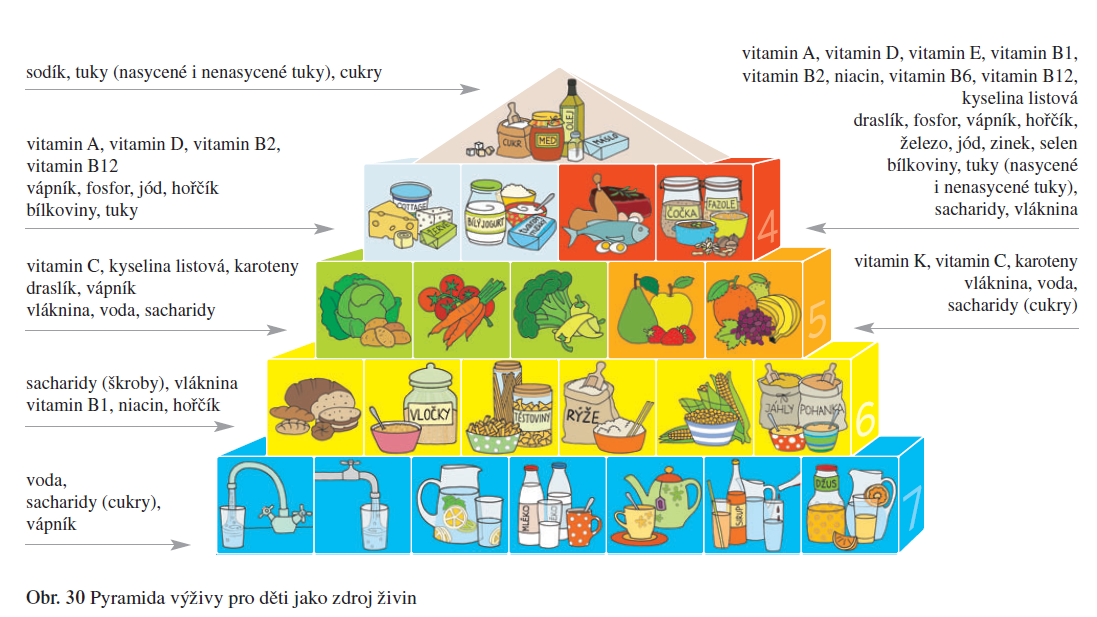 sodík, tuky (nasycené i nenasycené tuky), cukry
vitamin A, vitamin D, vitamin E, vitamin B1,
vitamin B2, niacin, vitamin B6, vitamin B12,
kyselina listová
draslík, fosfor, vápník, hořčík,
železo, jód, zinek, selen
bílkoviny, tuky (nasycené
i nenasycené tuky),
sacharidy, vláknina
CUKR
MED
OLEJ
MÁSLO
vitamin A, vitamin D, vitamin B2,
vitamin B12
vápník, fosfor, jód, hořčík
bílkoviny, tuky
COTTAGE
BÍLÝ JOGURT
ČOČKA
FAZOLE
4
vitamin C, kyselina listová, karoteny
draslík, vápník
vláknina, voda, sacharidy
5
vitamin K, vitamin C, karoteny
vláknina, voda,
sacharidy (cukry)
sacharidy (škroby), vláknina
vitamin B1, niacin, hořčík
VLOČKY
TĚSTOVINY
RÝŽE
JÁHLY
POHANKA
6
voda,
sacharidy (cukry),
vápník
MLÉKO
SIRUP
DŽUS
7
Obr. 30 Pyramida výživy pro děti jako zdroj živin